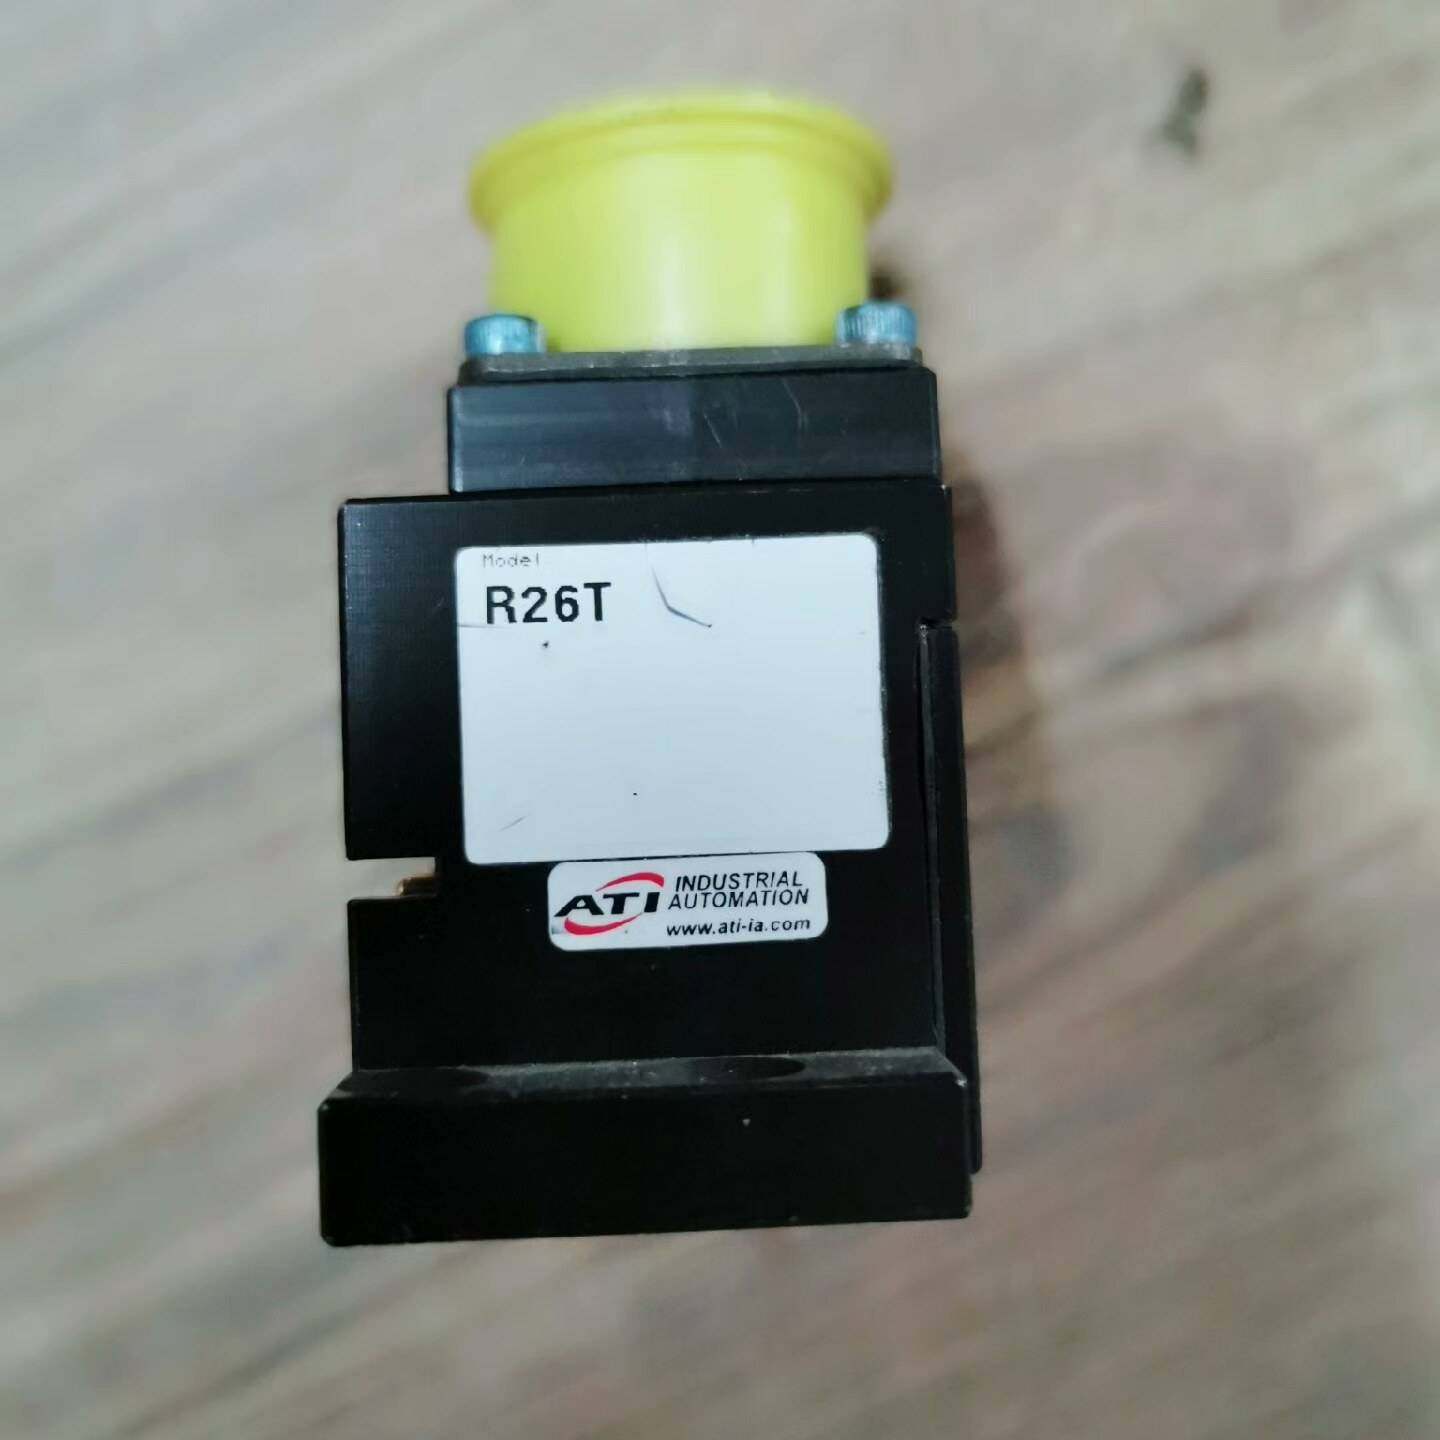 Model
R26T
ATI INDUSTRIAL
AUTOMATION
www.ati-ia.com